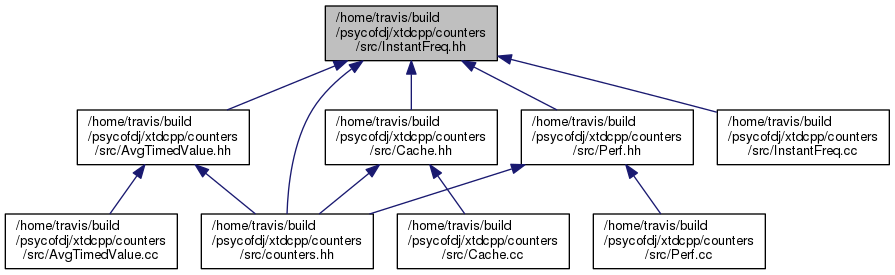 /home/travis/build
/psycofdj/xtdcpp/counters
/src/InstantFreq.hh
/home/travis/build
/psycofdj/xtdcpp/counters
/src/AvgTimedValue.hh
/home/travis/build
/psycofdj/xtdcpp/counters
/src/Cache.hh
/home/travis/build
/psycofdj/xtdcpp/counters
/src/Perf.hh
/home/travis/build
/psycofdj/xtdcpp/counters
/src/InstantFreq.cc
/home/travis/build
/psycofdj/xtdcpp/counters
/src/AvgTimedValue.cc
/home/travis/build
/psycofdj/xtdcpp/counters
/src/counters.hh
/home/travis/build
/psycofdj/xtdcpp/counters
/src/Cache.cc
/home/travis/build
/psycofdj/xtdcpp/counters
/src/Perf.cc